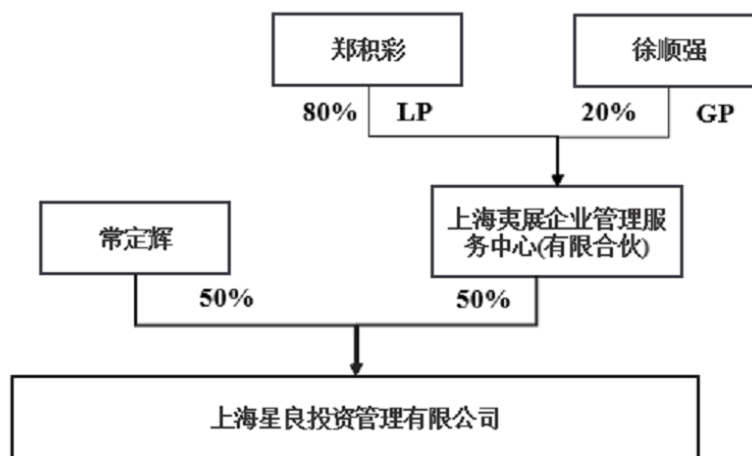 郑积彩
徐顺强
80% LP
20% GP
上海夷展企业管理服
务中心(有限合伙)
常定辉
50%
50%
上海星良投资管理有限公司